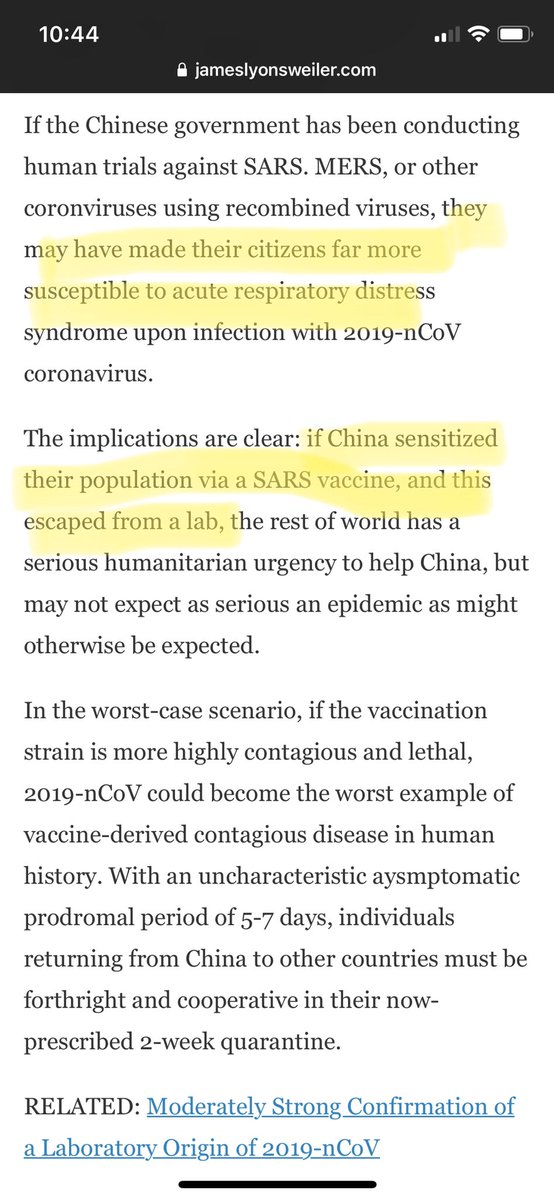 10:44
jameslyonsweiler.com
If the Chinese government has been conducting
human trials against SARS. MERS, or other
coronviruses using recombined viruses, they
may have made their citizens far more
susceptible to acute respiratory distress
syndrome upon infection with 2019-nCoV
coronavirus.
The implications are clear: if China sensitized
their population via a SARS vaccine, and this
escaped from a lab, the rest of world has a
serious humanitarian urgency to help China, but
may not expect as serious an epidemic as might
otherwise be expected.
In the worst-case scenario, if the vaccination
strain is more highly contagious and lethal,
2019-nCoV could become the worst example of
vaccine-derived contagious disease in human
history. With an uncharacteristic aysmptomatic
prodromal period of 5-7 days, individuals
returning from China to other countries must be
forthright and cooperative in their now-
prescribed 2-week quarantine.
RELATED: Moderately Strong Confirmation of
a Laboratory Origin of 2019-nCoV